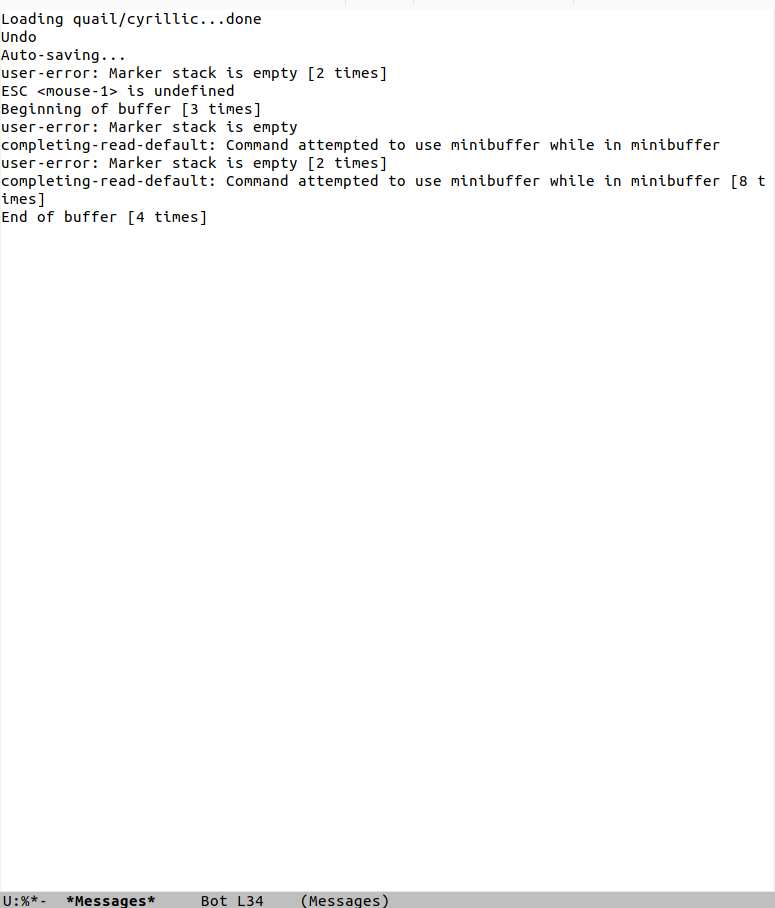 Loading quail/cyrillic...done
Undo
Auto-saving...
user-error: Marker stack is empty [2 times]
ESC <mouse-1> is undefined
Beginning of buffer [3 times]
user-error: Marker stack is empty
completing-read-default: Command attempted to use minibuffer while in minibuffer
user-error: Marker stack is empty [2 times]
completing-read-default: Command attempted to use minibuffer while in minibuffer [8 t
imes]
End of buffer [4 times]
U:%*-  *Messages*     Bot L34    (Messages)